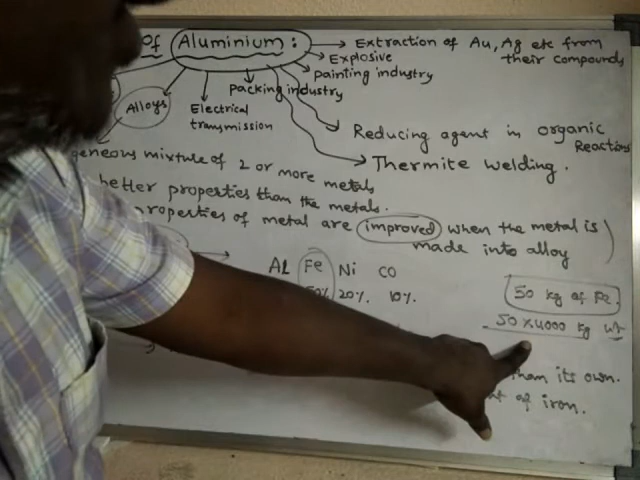 of Aluminium :
Extraction of Au, Ag etc from
their compounds
Explosive
painting industry
packing industry
Alloys
Electrical
transmission
Reducing agent in organic
Reactions
Thermite welding.
geneous mixture of 2 or more metals
better properties than the metals.
properties of metal are improved when the metal is
made into alloy
Al Fe Ni Co
50% 20% 10%
50 kg of Fe.
50 x 4000 kg wt
than its own.
of iron.